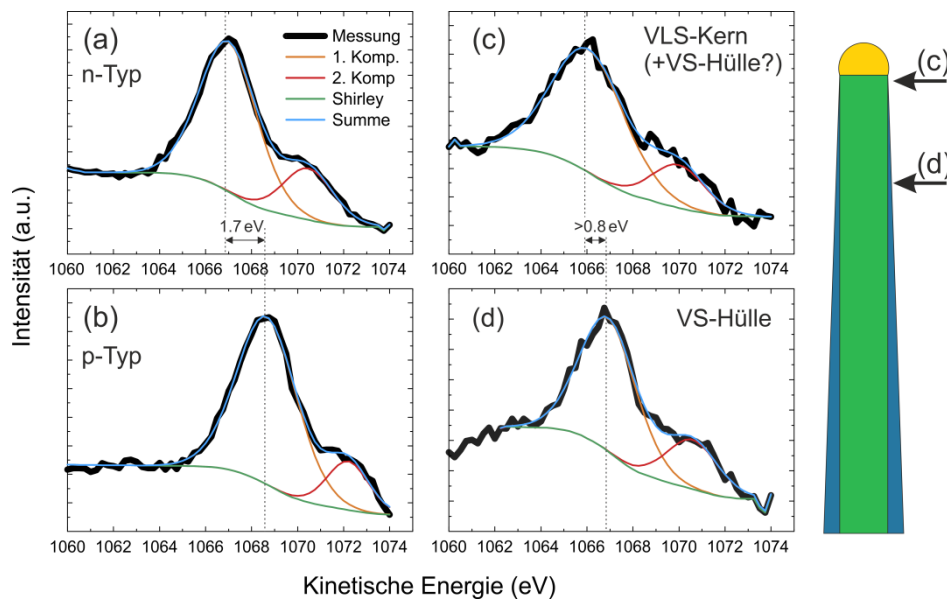 (a)
n-Typ
Messung
1. Komp.
2. Komp
Shirley
Summe
1.7 eV
1060 1062 1064 1066 1068 1070 1072 1074
(c)
VLS-Kern
(+VS-Hülle?)
>0.8 eV
1060 1062 1064 1066 1068 1070 1072 1074
(b)
p-Typ
1060 1062 1064 1066 1068 1070 1072 1074
(d)
VS-Hülle
1060 1062 1064 1066 1068 1070 1072 1074
Intensität (a.u.)
Kinetische Energie (eV)
(c)
(d)